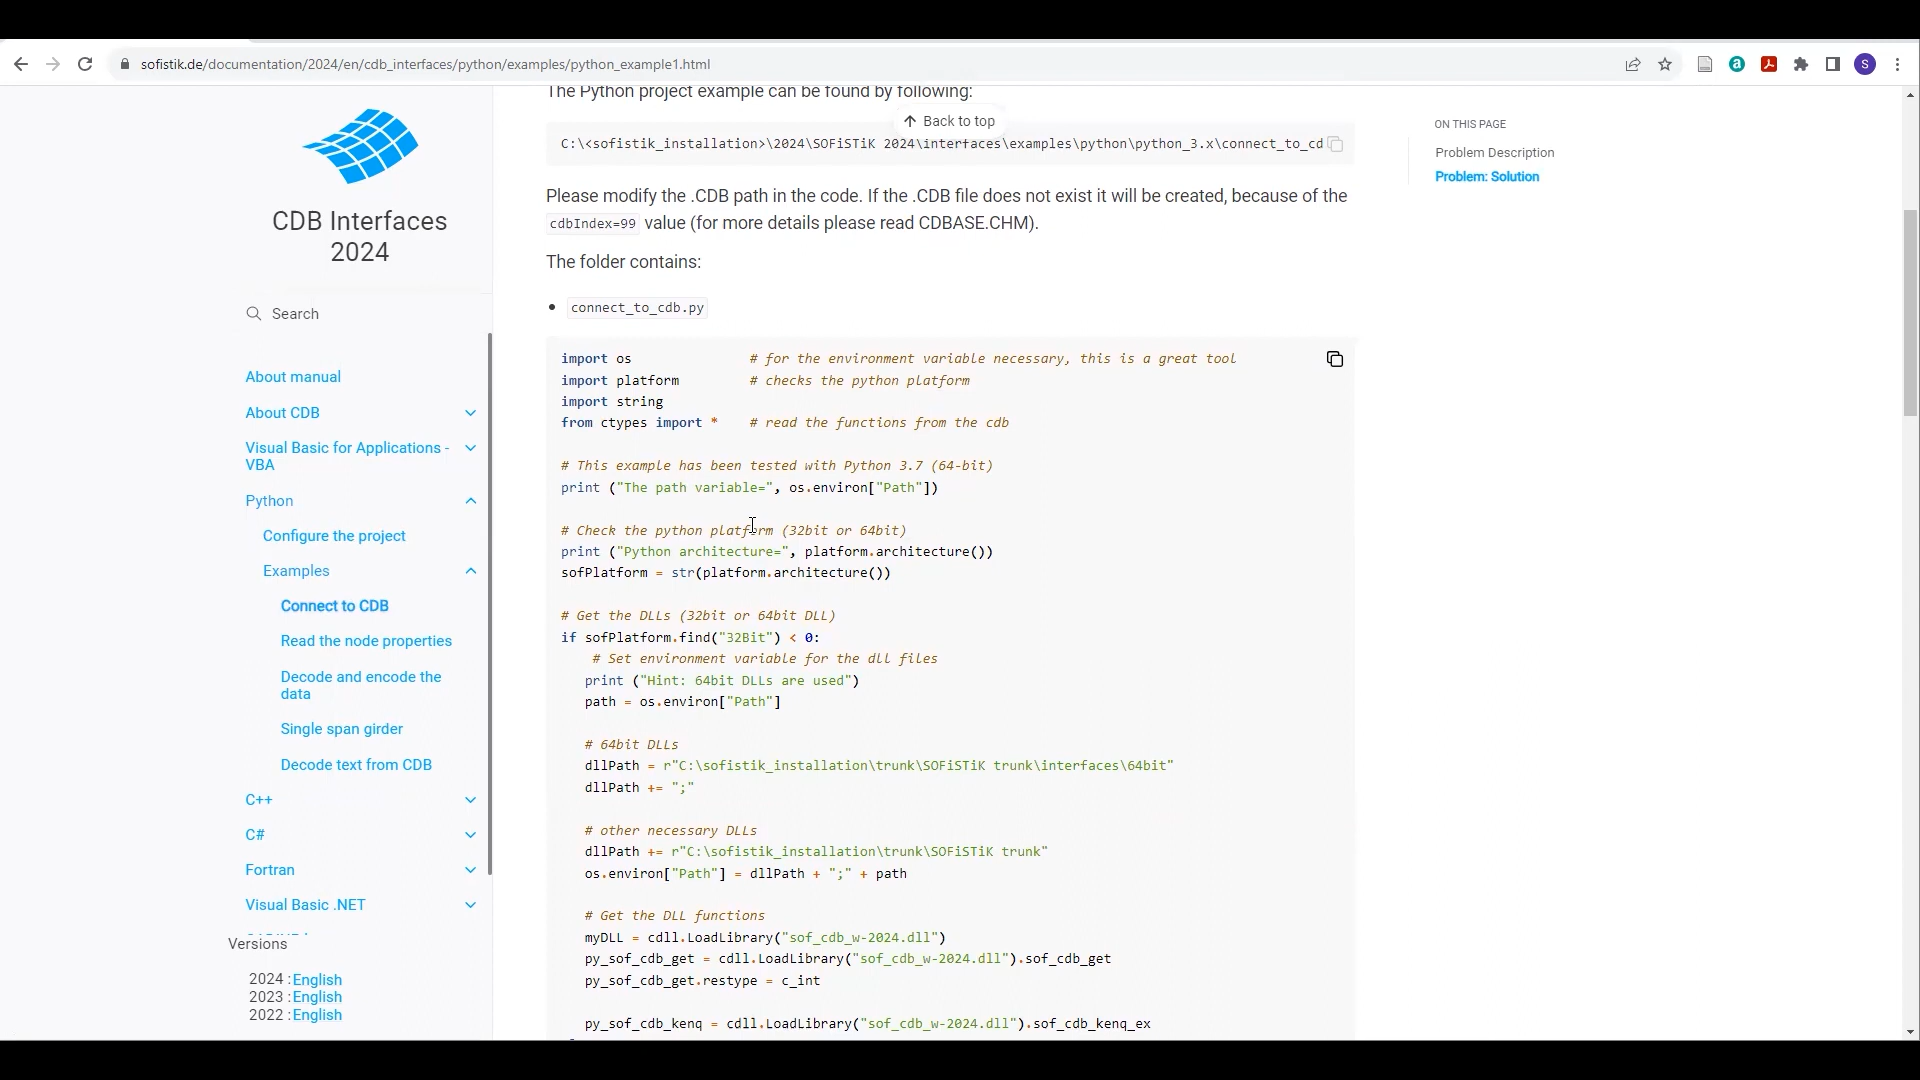 sofistik.de/documentation/2024/en/cdb_interfaces/python/examples/python_example1.html
a
S
CDB Interfaces
2024
Search
About manual
About CDB
Visual Basic for Applications -
VBA
Python
Configure the project
Examples
Connect to CDB
Read the node properties
Decode and encode the
data
Single span girder
Decode text from CDB
C++
C#
Fortran
Visual Basic .NET
Versions
2024 :English
2023 :English
2022 :English
The Python project example can be found by following:
Back to top
C:\<sofistik_installation>\2024\SOFiSTiK 2024\interfaces\examples\python\python_3.x\connect_to_cd
Please modify the .CDB path in the code. If the .CDB file does not exist it will be created, because of the
cdbIndex=99 value (for more details please read CDBASE.CHM).
The folder contains:
• connect_to_cdb.py
import os # for the environment variable necessary, this is a great tool
import platform # checks the python platform
import string
from ctypes import * # read the functions from the cdb
# This example has been tested with Python 3.7 (64-bit)
print ("The path variable=", os.environ["Path"])
# Check the python platform (32bit or 64bit)
print ("Python architecture=", platform.architecture())
sofPlatform = str(platform.architecture())
# Get the DLLs (32bit or 64bit DLL)
if sofPlatform.find("32Bit") < 0:
# Set environment variable for the dll files
print ("Hint: 64bit DLLs are used")
path = os.environ["Path"]
# 64bit DLLs
dllPath = r"C:\sofistik_installation\trunk\SOFiSTiK trunk\interfaces\64bit"
dllPath += ";"
# other necessary DLLs
dllPath += r"C:\sofistik_installation\trunk\SOFiSTiK trunk"
os.environ["Path"] = dllPath + ";" + path
# Get the DLL functions
myDLL = cdll.LoadLibrary("sof_cdb_w-2024.dll")
py_sof_cdb_get = cdll.LoadLibrary("sof_cdb_w-2024.dll").sof_cdb_get
py_sof_cdb_get.restype = c_int
py_sof_cdb_kenq = cdll.LoadLibrary("sof_cdb_w-2024.dll").sof_cdb_kenq_ex
ON THIS PAGE
Problem Description
Problem: Solution